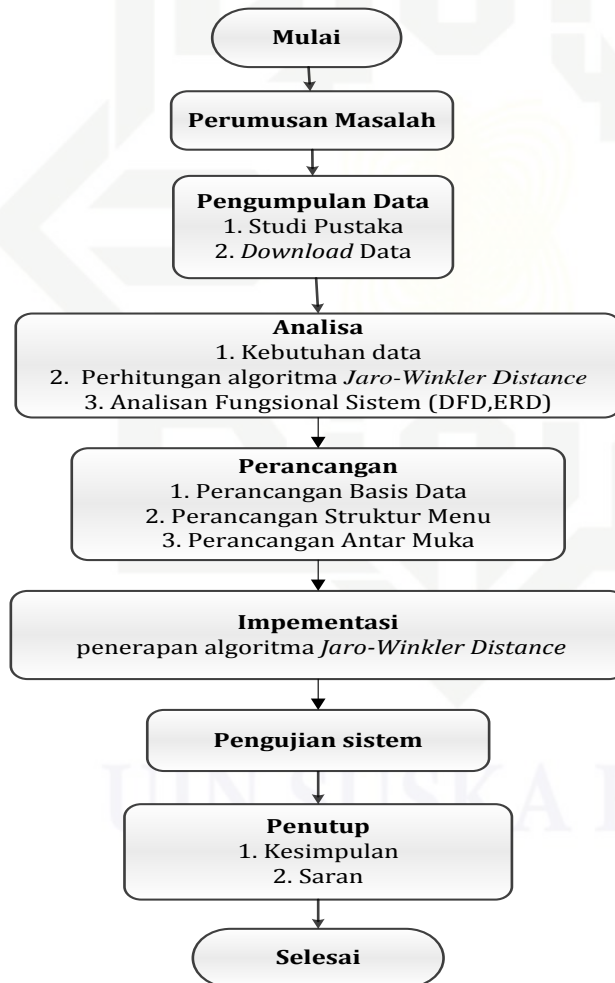 Mulai
Perumusan Masalah
Pengumpulan Data
1. Studi Pustaka
2. Download Data
Analisa
1. Kebutuhan data
2. Perhitungan algoritma Jaro-Winkler Distance
3. Analisan Fungsional Sistem (DFD,ERD)
Perancangan
1. Perancangan Basis Data
2. Perancangan Struktur Menu
3. Perancangan Antar Muka
Impementasi
penerapan algoritma Jaro-Winkler Distance
Pengujian sistem
UIN SUSKA
Penutup
1. Kesimpulan
2. Saran
Selesai